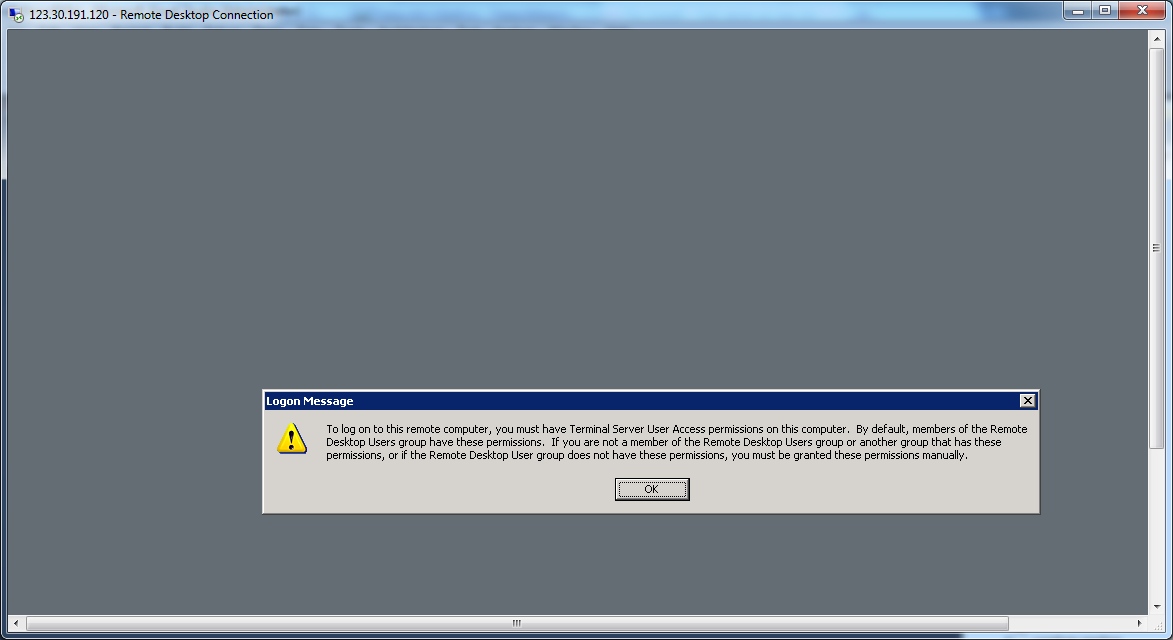 123.30.191.120 - Remote Desktop Connection
Logon Message
To log on to this remote computer, you must have Terminal Server User Access permissions on this computer.  By default, members of the Remote
Desktop Users group have these permissions.  If you are not a member of the Remote Desktop Users group or another group that has these
permissions, or if the Remote Desktop User group does not have these permissions, you must be granted these permissions manually.
OK